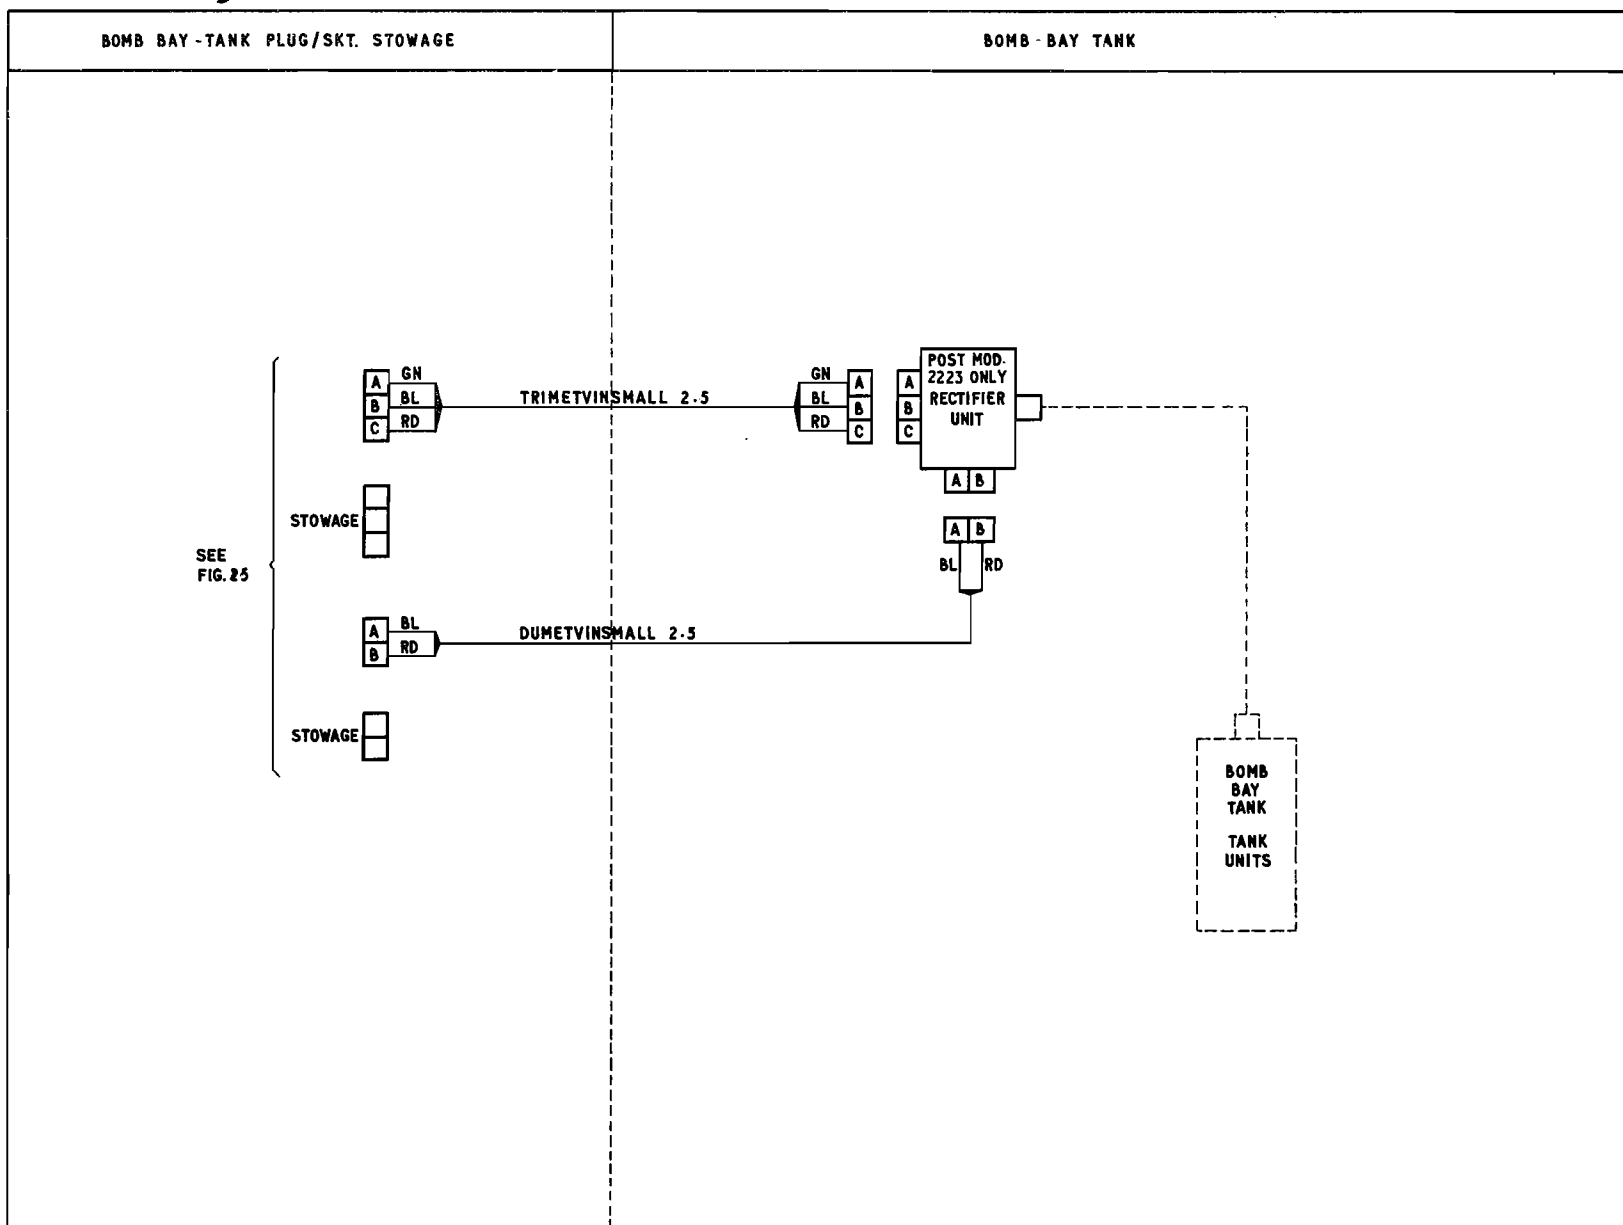 BOMB BAY-TANK PLUG/SKT. STOWAGE
BOMB-BAY TANK
GN
BL
RD
A
B
C
TRIMETVINSMALL 2.5
GN
BL
RD
A
B
C
A
B
C
POST MOD.
2223 ONLY
RECTIFIER
UNIT
A B
STOWAGE
A B
BL RD
SEE
FIG. 25
A
B
BL
RD
DUMETVINSMALL 2.5
STOWAGE
BOMB
BAY
TANK
TANK
UNITS